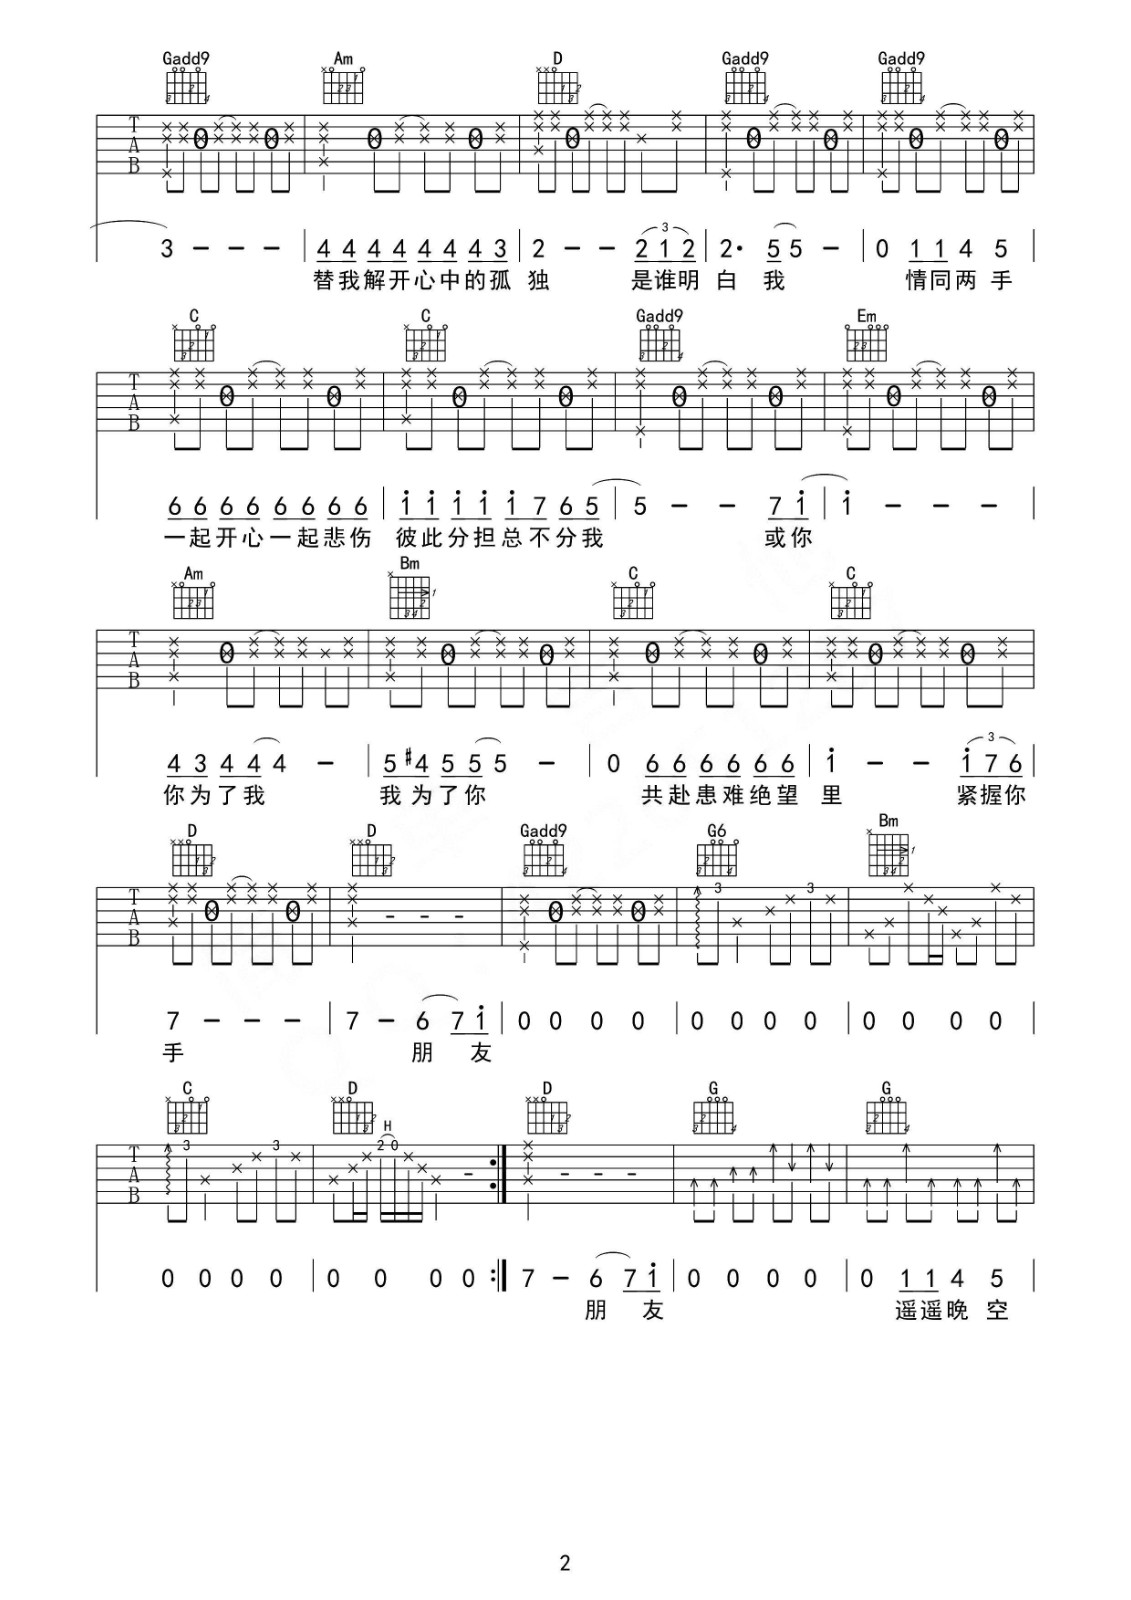 Gadd9 Am D Gadd9 Gadd9
3 - - - | 4 4 4 4 4 4 4 3 | 2 - - 2 1 2 | 2· 5 5 - | 0 1 1 4 5 |
替我解开心中的孤 独 是谁明 白 我 情同两 手
C C Gadd9 Em
6 6 6 6 6 6 6 6 | i i i i i 7 6 5 | 5 - - 7 i | i - - - |
一起开心一起悲伤 彼此分担总不分我 或你
Am Bm C C
4 3 4 4 4 - | 5 #4 5 5 5 - | 0 6 6 6 6 6 6 | i - - i 7 6 |
你为了我 我为了你 共赴患难绝望 里 紧握你
D D Gadd9 G6 Bm
7 - - - | 7 - 6 7 i | 0 0 0 0 | 0 0 0 0 | 0 0 0 0 |
手 朋 友
C D D G G
H
0 0 0 0 | 0 0 0 0 :| 7 - 6 7 i | 0 0 0 0 | 0 1 1 4 5
朋 友 遥遥晚 空
2